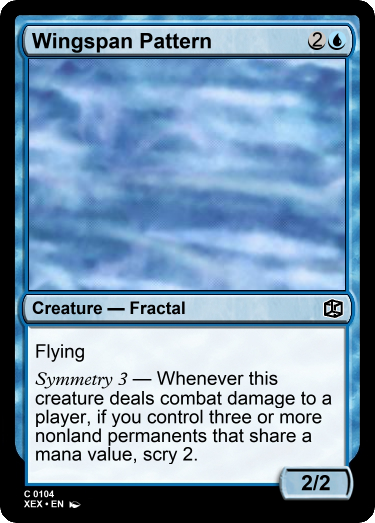 Wingspan Pattern 2
Creature — Fractal
Flying
Symmetry 3 — Whenever this
creature deals combat damage to a
player, if you control three or more
nonland permanents that share a
mana value, scry 2.
2/2
C 0104
XEX • EN